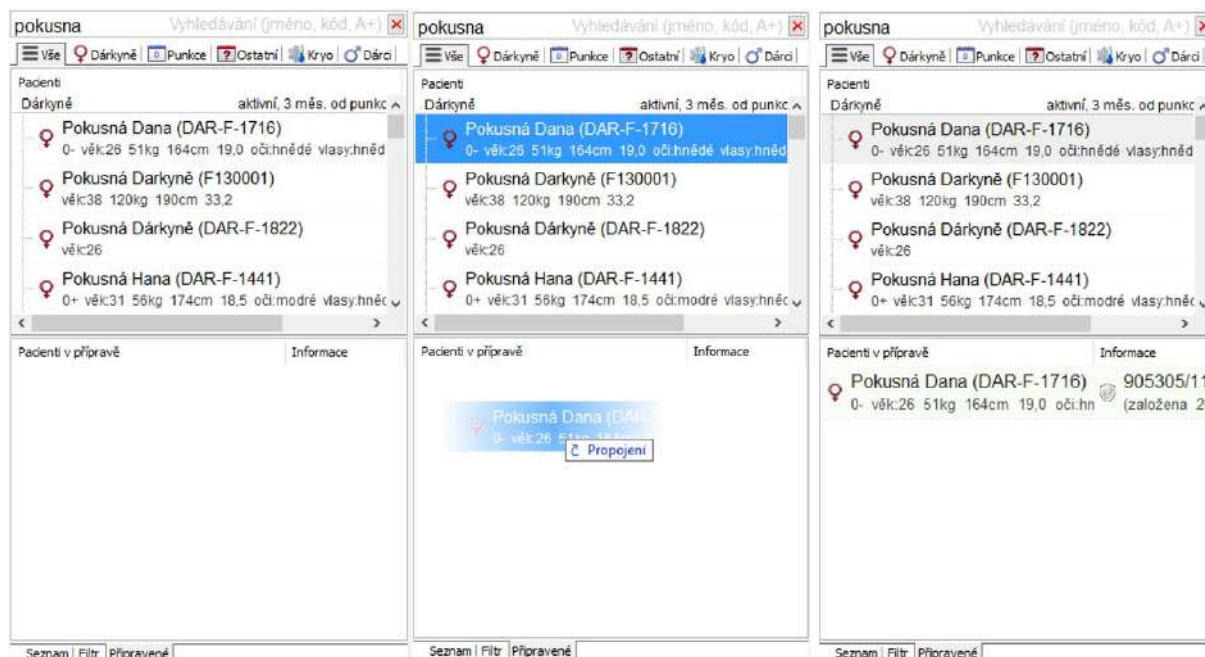 pokusna Vyhledávání (jméno, kód, A+)
Vše Dárkyně Punkce Ostatní Kryo Dárci
Pacienti
Dárkyně aktivní, 3 měs. od punkc
Pokusná Dana (DAR-F-1716)
0- věk:26 51kg 164cm 19,0 oči:hnědé vlasy:hněd
Pokusná Darkyně (F130001)
věk:38 120kg 190cm 33,2
Pokusná Dárkyně (DAR-F-1822)
věk:26
Pokusná Hana (DAR-F-1441)
0+ věk:31 56kg 174cm 18,5 oči:modré vlasy:hněc
Pacienti v přípravě Informace
Seznam Filtr Připravené
pokusna Vyhledávání (jméno, kód, A+)
Vše Dárkyně Punkce Ostatní Kryo Dárci
Pacienti
Dárkyně aktivní, 3 měs. od punkc
Pokusná Dana (DAR-F-1716)
0- věk:26 51kg 164cm 19,0 oči:hnědé vlasy:hněd
Pokusná Darkyně (F130001)
věk:38 120kg 190cm 33,2
Pokusná Dárkyně (DAR-F-1822)
věk:26
Pokusná Hana (DAR-F-1441)
0+ věk:31 56kg 174cm 18,5 oči:modré vlasy:hněc
Pacienti v přípravě Informace
Pokusná Dana (DAR-
0- věk:26 51kg
Propojení
Seznam Filtr Připravené
pokusna Vyhledávání (jméno, kód, A+)
Vše Dárkyně Punkce Ostatní Kryo Dárci
Pacienti
Dárkyně aktivní, 3 měs. od punkc
Pokusná Dana (DAR-F-1716)
0- věk:26 51kg 164cm 19,0 oči:hnědé vlasy:hněd
Pokusná Darkyně (F130001)
věk:38 120kg 190cm 33,2
Pokusná Dárkyně (DAR-F-1822)
věk:26
Pokusná Hana (DAR-F-1441)
0+ věk:31 56kg 174cm 18,5 oči:modré vlasy:hněc
Pacienti v přípravě Informace
Pokusná Dana (DAR-F-1716) 905305/11
0- věk:26 51kg 164cm 19,0 oči:hn (založena 2
Seznam Filtr Připravené